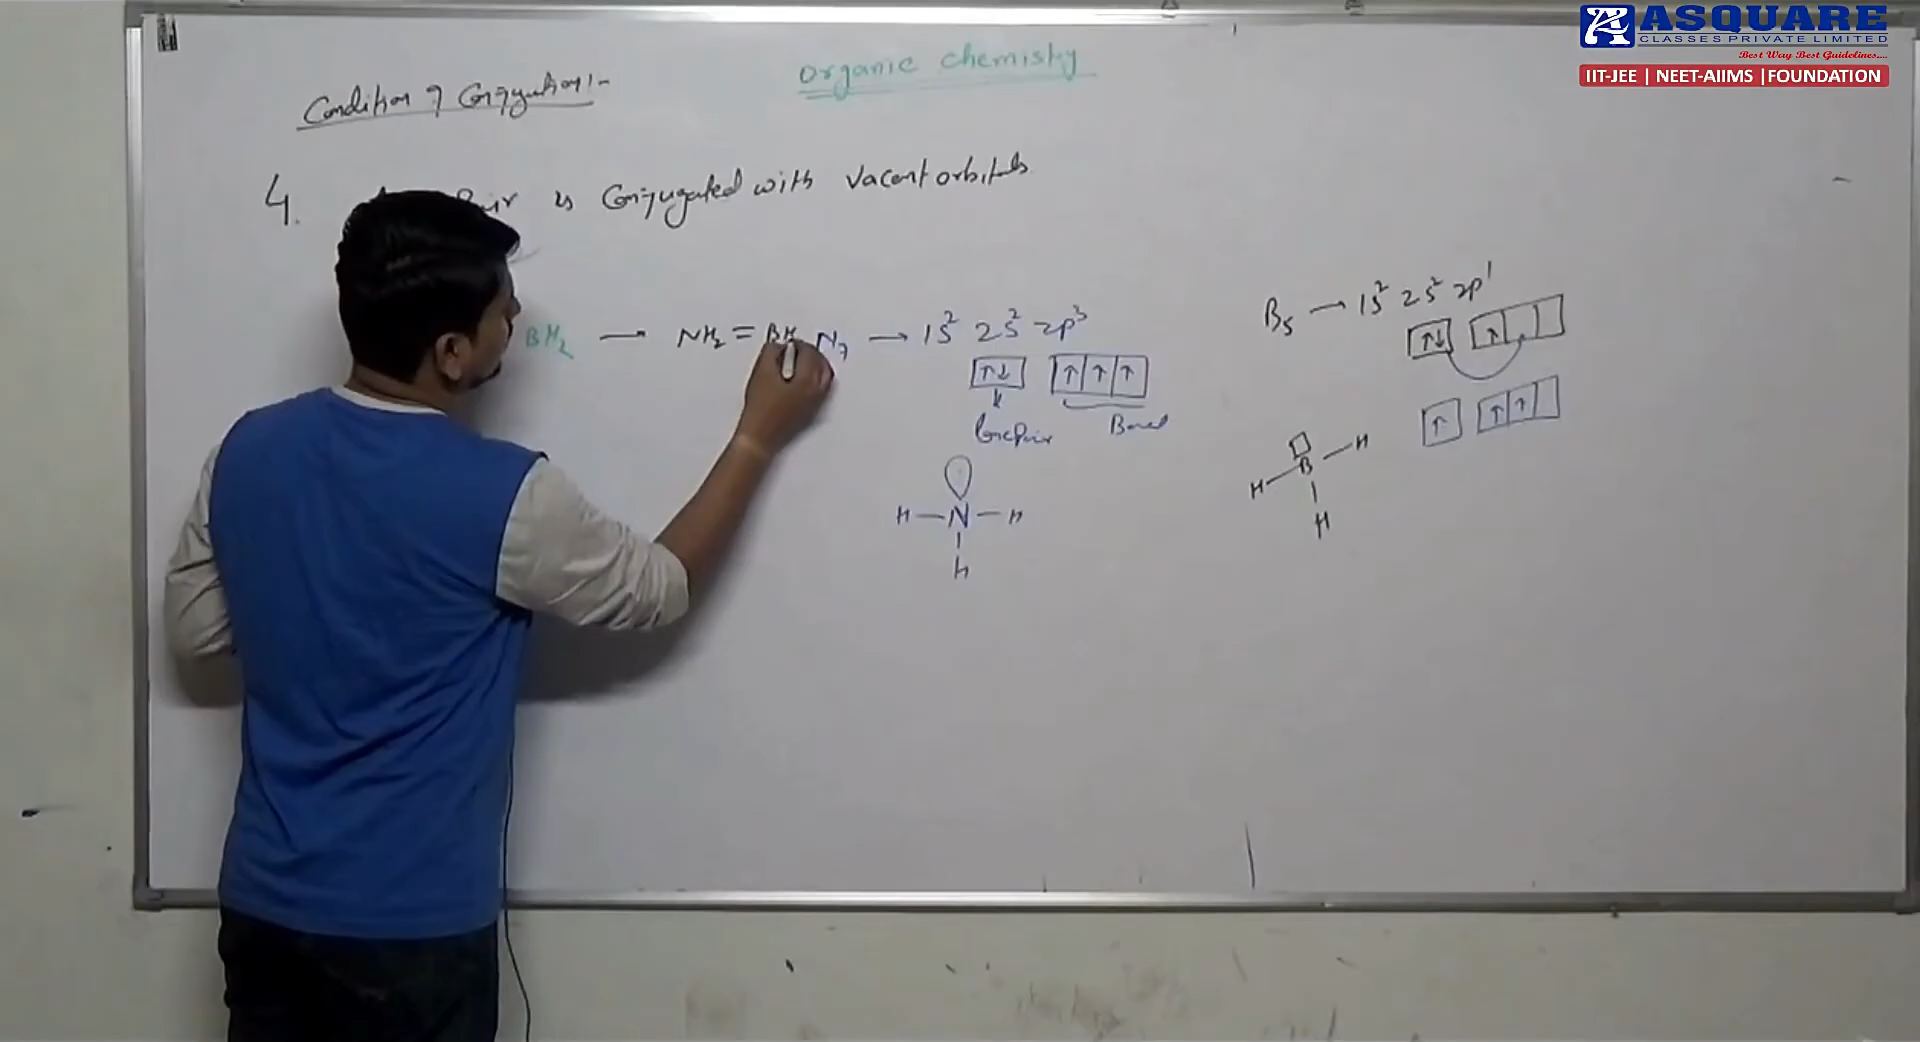 ASQUARE
CLASSES PRIVATE LIMITED
Best Way Best Guidelines....
IIT-JEE | NEET-AIIMS |FOUNDATION
Organic Chemistry
Condition of Conjugation:-
4. Pair is Conjugated with Vacant orbitals
BH₂ → NH₂ = BH
N₇ → 1s² 2s² 2p³
↑↓ ↑ ↑ ↑
lone Pair Bond
H — N — H
H
B₅ → 1s² 2s² 2p¹
↑↓ ↑
↑ ↑ ↑
B H
H
H